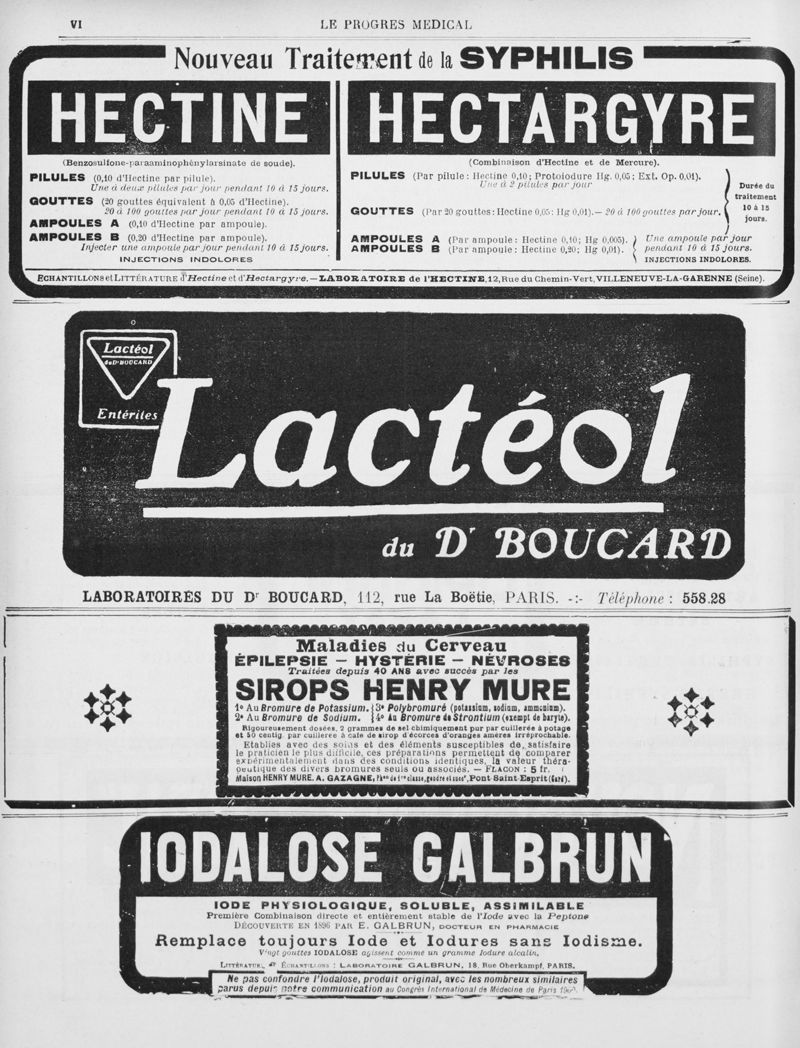 VI
LE PROGRES MEDICAL
Nouveau Traitement de la SYPHILIS
HECTINE
(Benzosulfone-paraaminophénylarsinate de soude).
PILULES (0,10 d'Hectine par pilule).
Une à deux pilules par jour pendant 10 à 15 jours.
GOUTTES (20 gouttes équivalent à 0,05 d'Hectine).
20 à 100 gouttes par jour pendant 10 à 15 jours.
AMPOULES A (0,10 d'Hectine par ampoule).
AMPOULES B (0,20 d'Hectine par ampoule).
Injecter une ampoule par jour pendant 10 à 15 jours.
INJECTIONS INDOLORES
HECTARGYRE
(Combinaison d'Hectine et de Mercure).
PILULES (Par pilule : Hectine 0,10 ; Protoiodure Hg. 0,05 ; Ext. Op. 0,01).
Une à 2 pilules par jour
GOUTTES (Par 20 gouttes : Hectine 0,05 : Hg 0,01). — 20 à 100 gouttes par jour.
Durée du
traitement
10 à 15
jours.
AMPOULES A (Par ampoule : Hectine 0,10; Hg 0,005).
AMPOULES B (Par ampoule : Hectine 0,20; Hg 0,01).
Une ampoule par jour
pendant 10 à 15 jours.
INJECTIONS INDOLORES.
ECHANTILLONS et LITTÉRATURE d'Hectine et d'Hectargyre. — LABORATOIRE de l'HECTINE, 12, Rue du Chemin-Vert, VILLENEUVE-LA-GARENNE (Seine).
Lactéol
du Dr BOUCARD
Entérites
Lactéol
du Dr BOUCARD
LABORATOIRES DU Dr BOUCARD, 112, rue La Boëtie, PARIS. -:- Téléphone : 558.28
Maladies du Cerveau
ÉPILEPSIE — HYSTÉRIE — NÉVROSES
Traitées depuis 40 ANS avec succès par les
SIROPS HENRY MURE
1o Au Bromure de Potassium. 3o Polybromuré (potassium, sodium, ammonium).
2o Au Bromure de Sodium. 4o Au Bromure de Strontium (exempt de baryte).
Rigoureusement dosées, 2 grammes de sel chimiquement pur par cuillerée à potage
et 50 centig. par cuillerée à café de sirop d'écorces d'oranges amères irréprochable.
Etablies avec des soins et des éléments susceptibles de satisfaire
le praticien le plus difficile, ces préparations permettent de comparer
expérimentalement dans des conditions identiques, la valeur théra-
peutique des divers bromures seuls ou associés. — FLACON : 5 fr.
Maison HENRY MURE. A. GAZAGNE, Phen de 1re classe, gendre et succr, Pont-Saint-Esprit (Gard).
IODALOSE GALBRUN
IODE PHYSIOLOGIQUE, SOLUBLE, ASSIMILABLE
Première Combinaison directe et entièrement stable de l'Iode avec la Peptone
DÉCOUVERTE EN 1896 PAR E. GALBRUN, DOCTEUR EN PHARMACIE
Remplace toujours Iode et Iodures sans Iodisme.
Vingt gouttes IODALOSE agissent comme un gramme Iodure alcalin.
LITTÉRATURE ET ÉCHANTILLONS : LABORATOIRE GALBRUN, 18, Rue Oberkampf, PARIS.
Ne pas confondre l'Iodalose, produit original, avec les nombreux similaires
parus depuis notre communication au Congrès International de Médecine de Paris